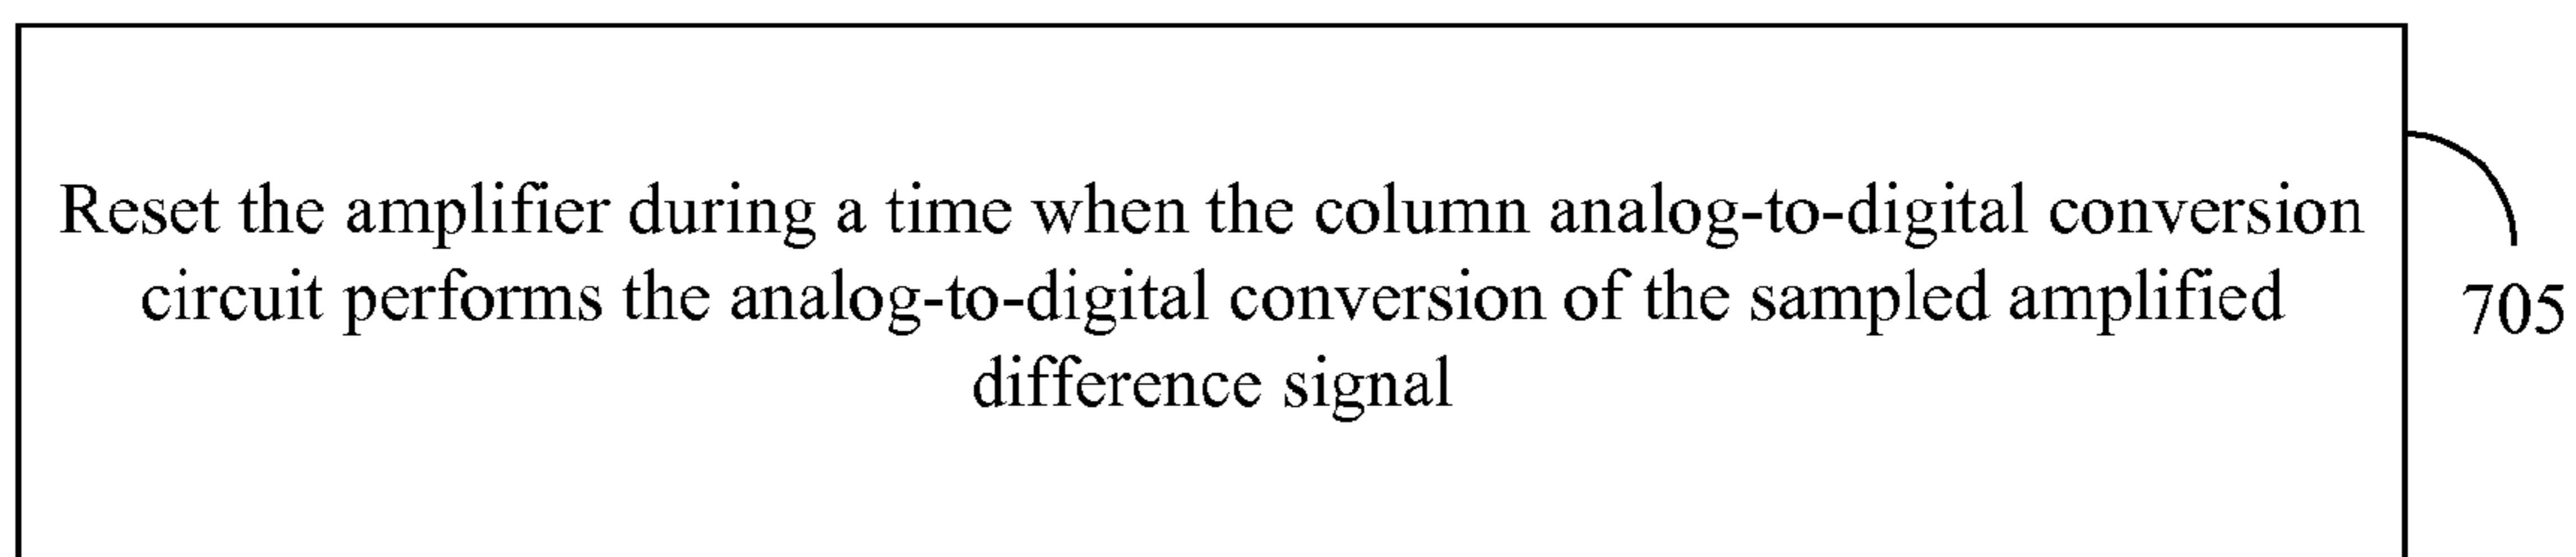 Reset the amplifier during a time when the column analog-to-digital conversion
circuit performs the analog-to-digital conversion of the sampled amplified
difference signal
705